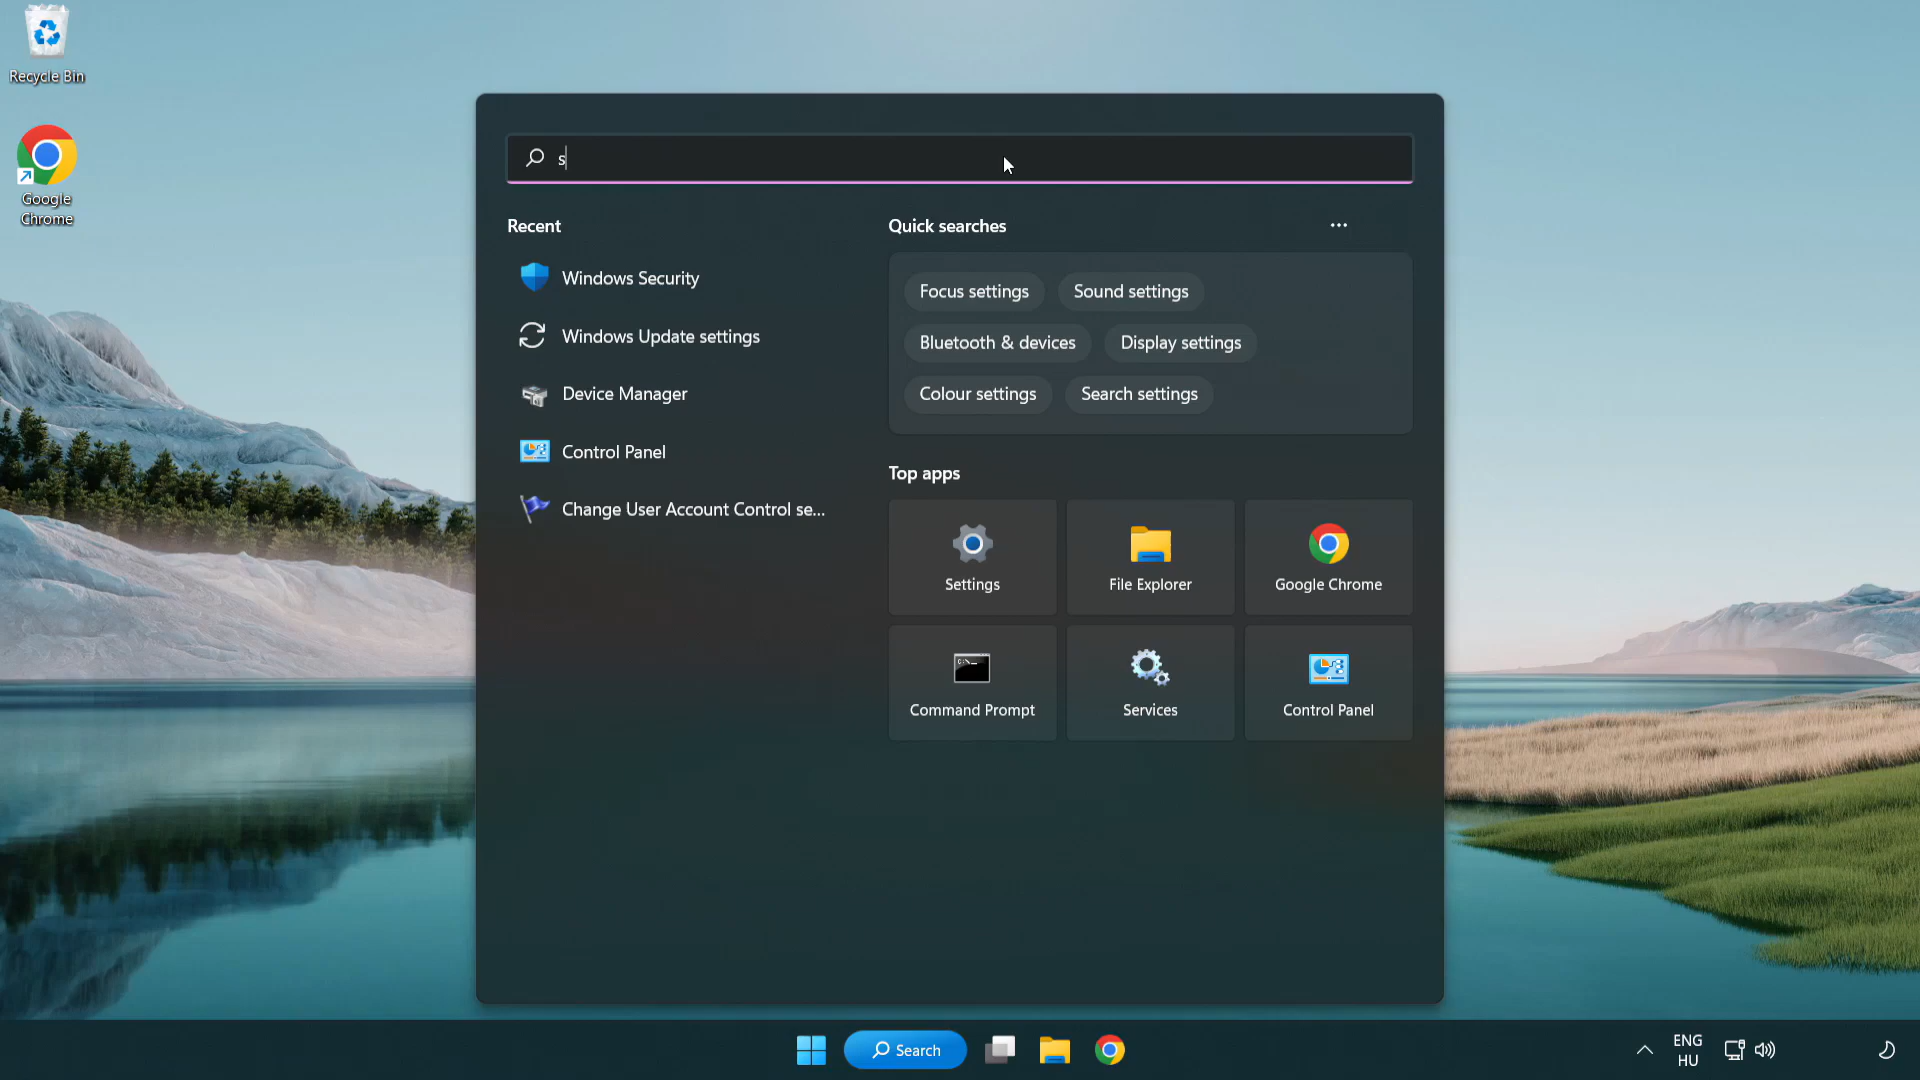 Recycle Bin
Google
Chrome
s
Recent
Windows Security
Windows Update settings
Device Manager
Control Panel
Change User Account Control se...
Quick searches
Focus settings
Sound settings
Bluetooth & devices
Display settings
Colour settings
Search settings
Top apps
Settings
File Explorer
Google Chrome
Command Prompt
Services
Control Panel
Search
ENG
HU